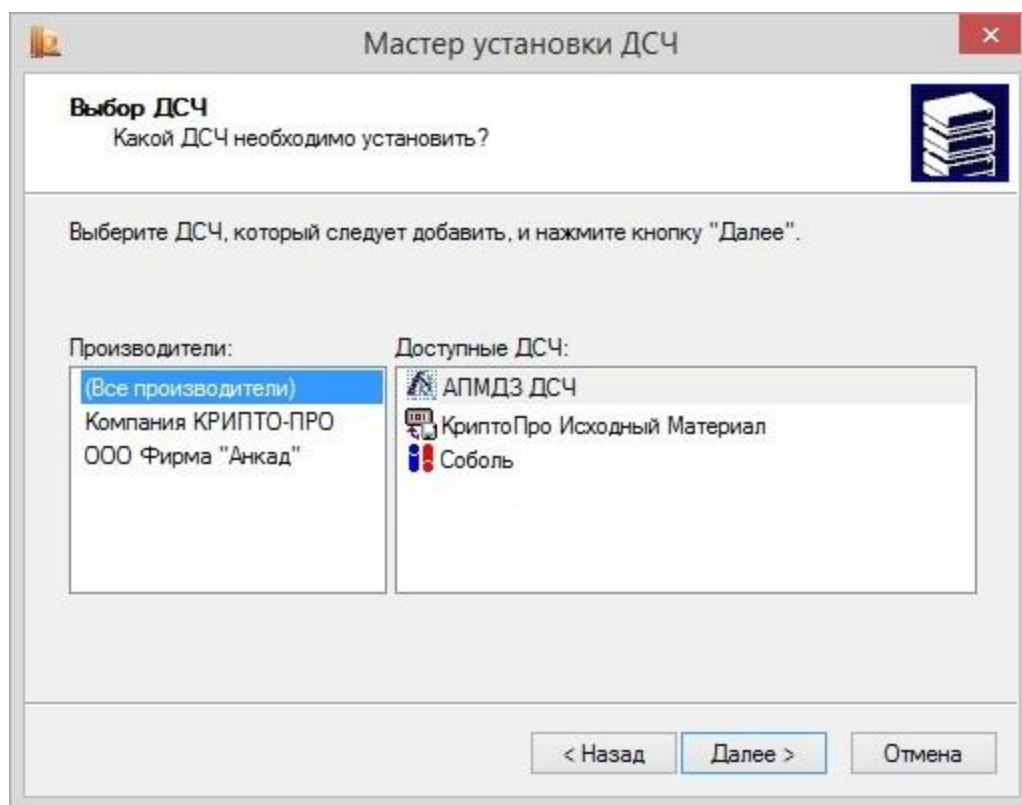 Мастер установки ДСЧ
Выбор ДСЧ
Какой ДСЧ необходимо установить?
Выберите ДСЧ, который следует добавить, и нажмите кнопку "Далее".
Производители:
(Все производители)
Компания КРИПТО-ПРО
ООО Фирма "Анкад"
Доступные ДСЧ:
АПМДЗ ДСЧ
КриптоПро Исходный Материал
Соболь
< Назад
Далее >
Отмена